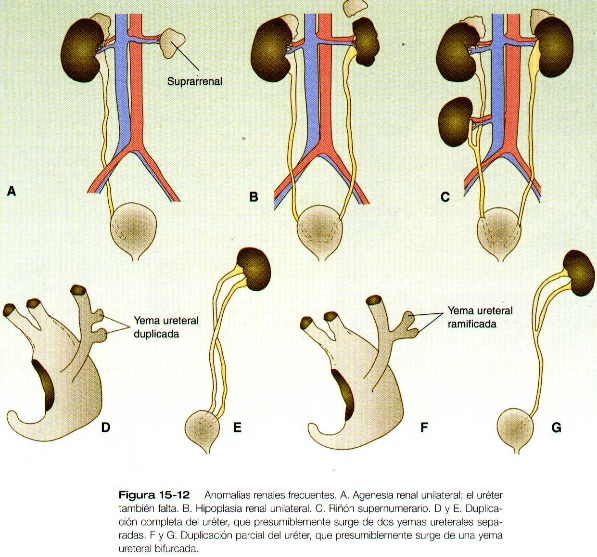 Suprarrenal
A
B
C
Yema ureteral
duplicada
Yema ureteral
ramificada
D
E
F
G
Figura 15-12 Anomalías renales frecuentes. A. Agenesia renal unilateral; el uréter
también falta. B. Hipoplasia renal unilateral. C. Riñón supernumerario. D y E. Duplica-
ción completa del uréter, que presumiblemente surge de dos yemas ureterales sepa-
radas. F y G. Duplicación parcial del uréter, que presumiblemente surge de una yema
ureteral bifurcada.